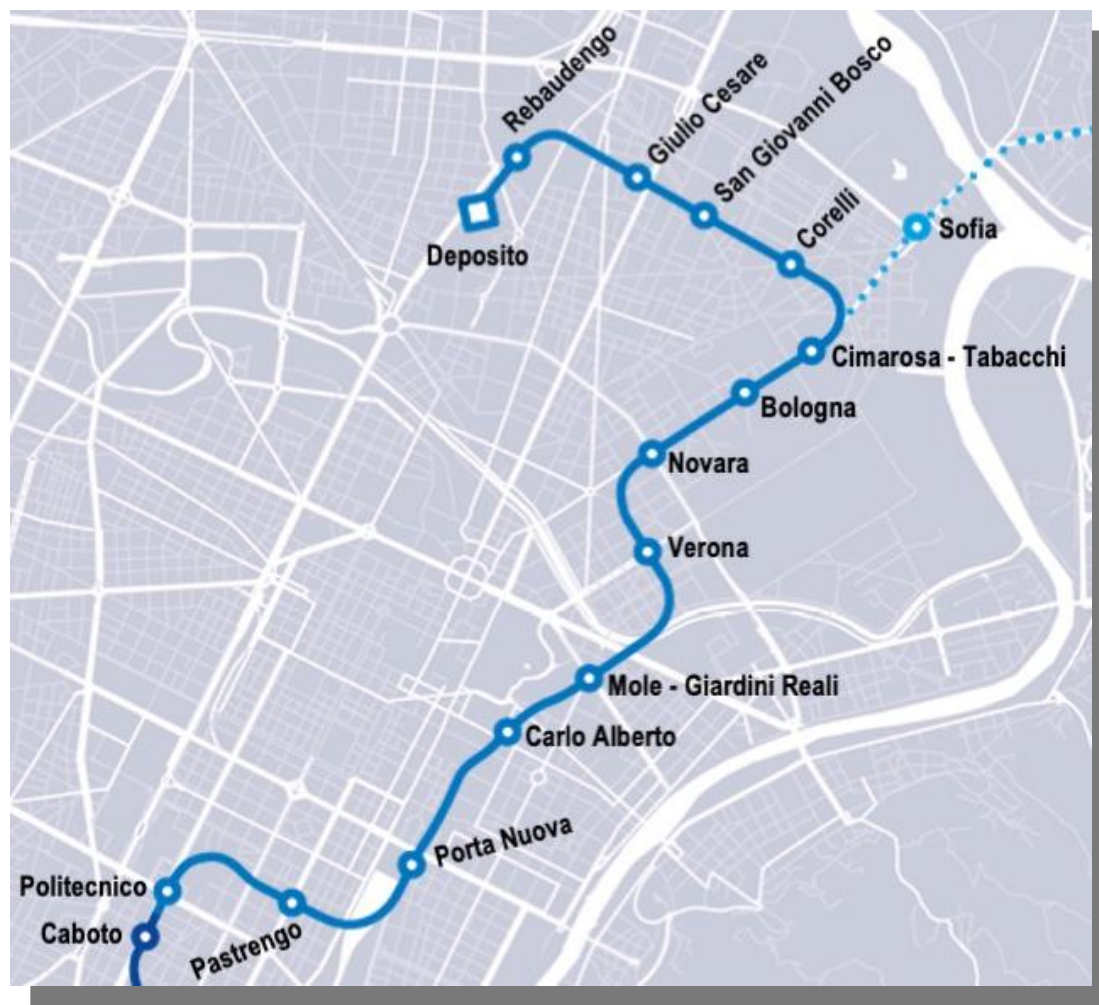 Rebaudengo
Giulio Cesare
San Giovanni Bosco
Corelli
Sofia
Deposito
Cimarosa - Tabacchi
Bologna
Novara
Verona
Mole - Giardini Reali
Carlo Alberto
Porta Nuova
Politecnico
Caboto
Pastrengo